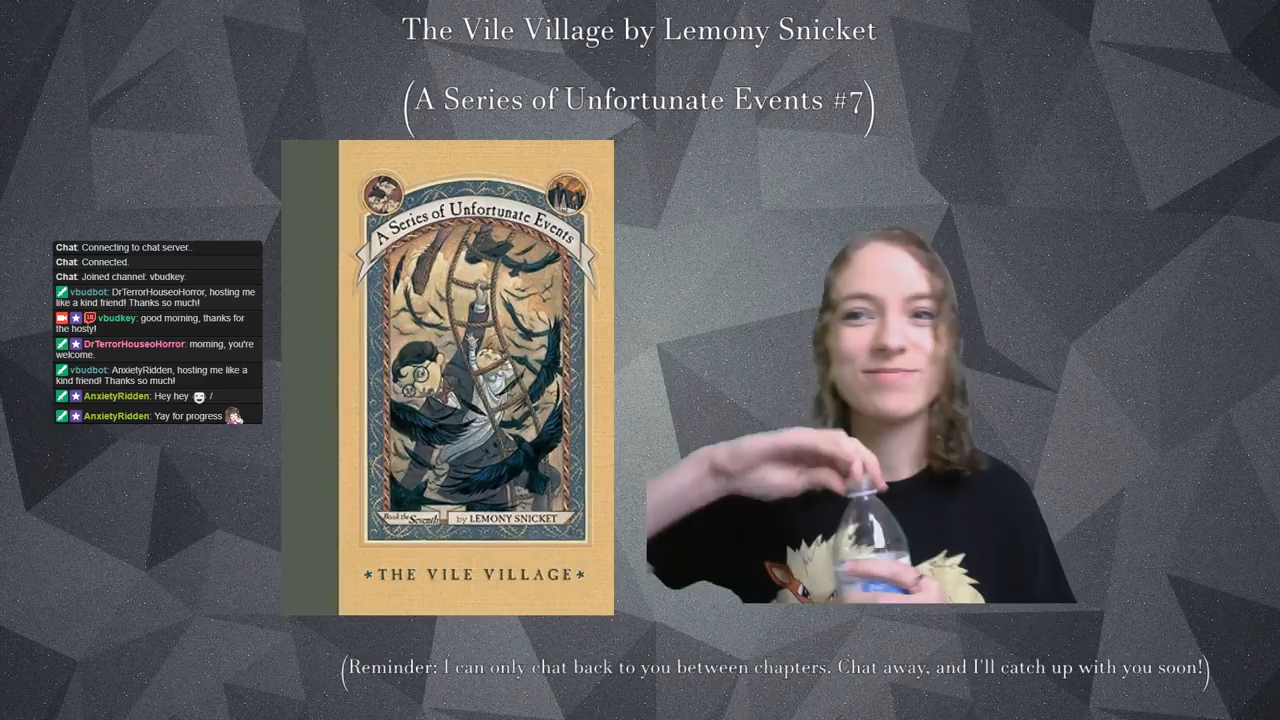 The Vile Village by Lemony Snicket
(A Series of Unfortunate Events #7)
A Series of Unfortunate Events
Book the Seventh
by LEMONY SNICKET
*THE VILE VILLAGE*
Chat: Connecting to chat server..
Chat: Connected.
Chat: Joined channel: vbudkey.
vbudbot: DrTerrorHouseoHorror, hosting me
like a kind friend! Thanks so much!
vbudkey: good morning, thanks for
the hosty!
DrTerrorHouseoHorror: morning, you're
welcome.
vbudbot: AnxietyRidden, hosting me like a
kind friend! Thanks so much!
AnxietyRidden: Hey hey /
AnxietyRidden: Yay for progress
(Reminder: I can only chat back to you between chapters. Chat away, and I'll catch up with you soon!)